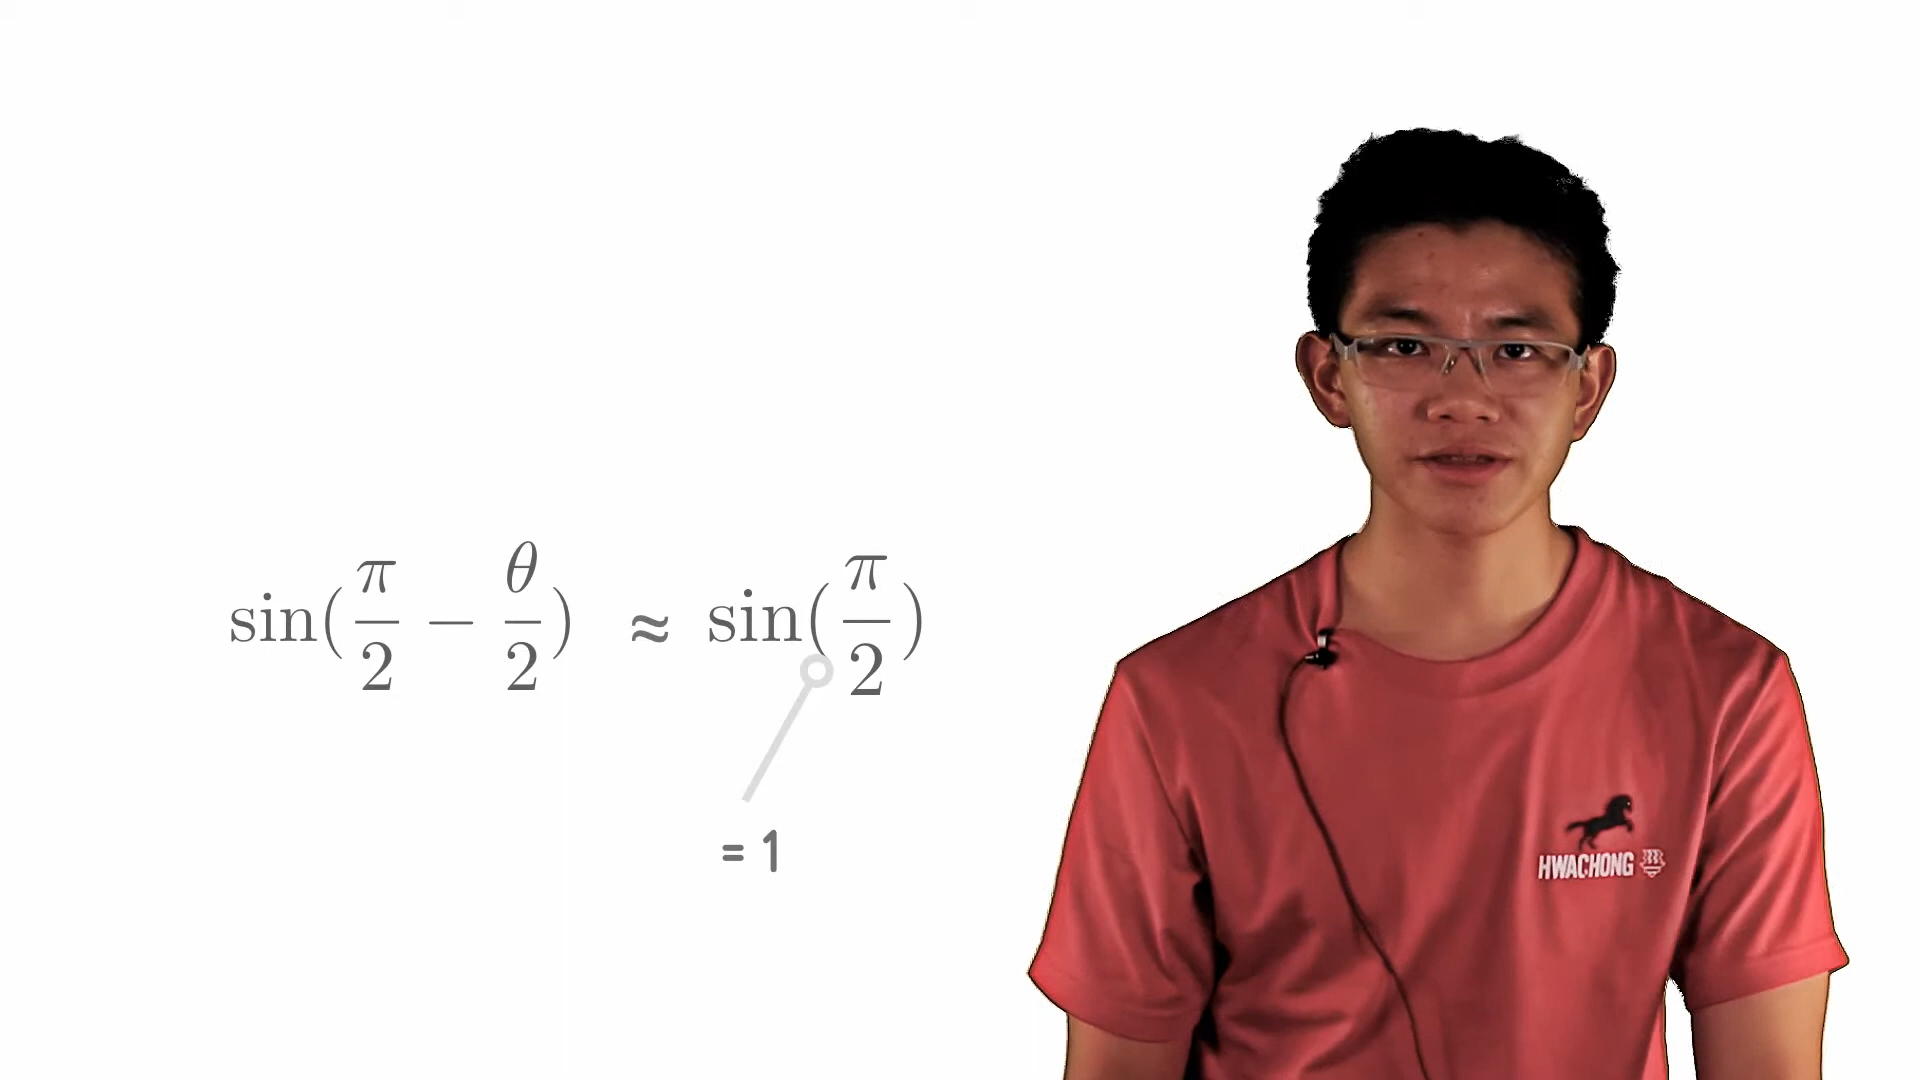 sin(π/2 − θ/2) ≈ sin(π/2)
= 1
HWACHONG